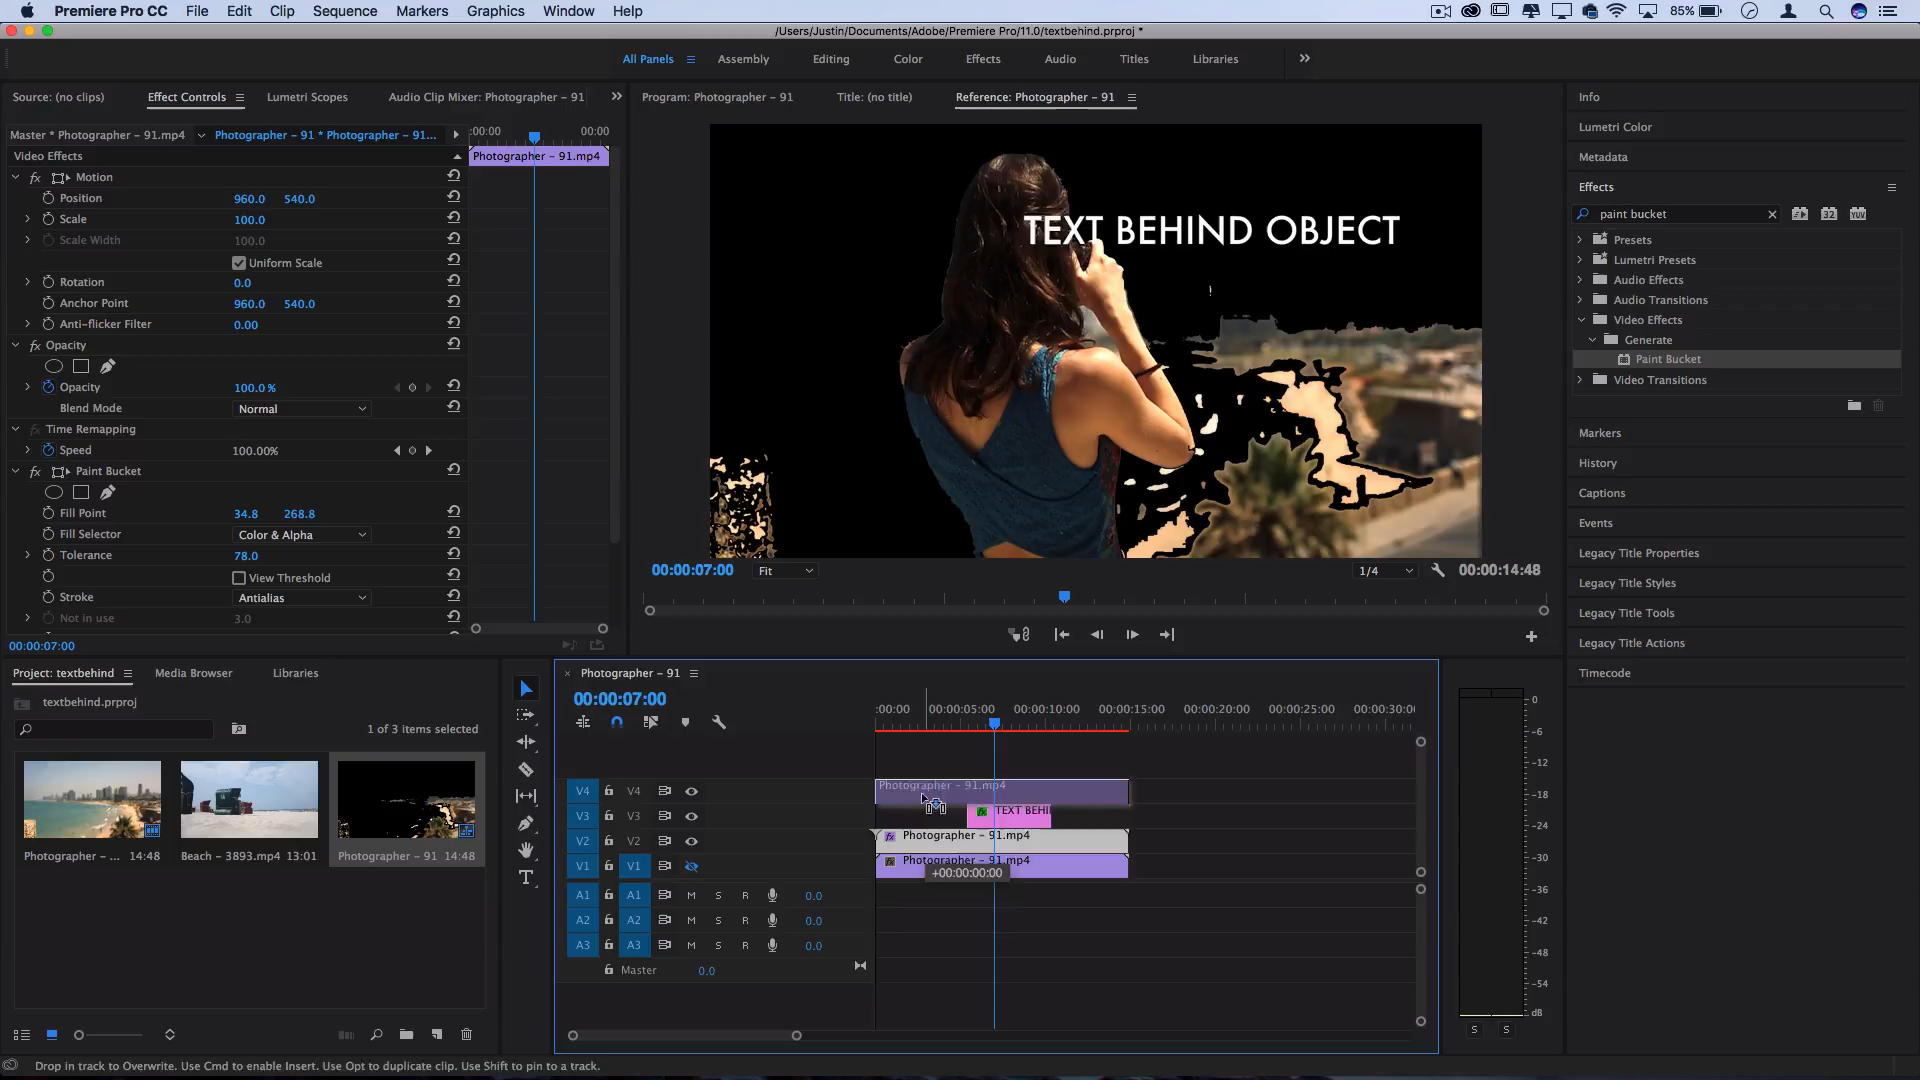 Premiere Pro CC File Edit Clip Sequence Markers Graphics Window Help 85%
/Users/Justin/Documents/Adobe/Premiere Pro/11.0/textbehind.prproj *
All Panels Assembly Editing Color Effects Audio Titles Libraries
Source: (no clips) Effect Controls Lumetri Scopes Audio Clip Mixer: Photographer - 91
Master * Photographer - 91.mp4 Photographer - 91 * Photographer - 91... :00:00 00:00
Video Effects Photographer - 91.mp4
Motion
Position 960.0 540.0
Scale 100.0
Scale Width 100.0
Uniform Scale
Rotation 0.0
Anchor Point 960.0 540.0
Anti-flicker Filter 0.00
fx Opacity
Opacity 100.0 %
Blend Mode Normal
Time Remapping
Speed 100.00%
Paint Bucket
Fill Point 34.8 268.8
Fill Selector Color & Alpha
Tolerance 78.0
View Threshold
Stroke Antialias
Not in use 3.0
00:00:07:00
Program: Photographer - 91 Title: (no title) Reference: Photographer - 91
TEXT BEHIND OBJECT
00:00:07:00 Fit 1/4 00:00:14:48
Info
Lumetri Color
Metadata
Effects
paint bucket 32 YUV
Presets
Lumetri Presets
Audio Effects
Audio Transitions
Video Effects
Generate
Paint Bucket
Video Transitions
Markers
History
Captions
Events
Legacy Title Properties
Legacy Title Styles
Legacy Title Tools
Legacy Title Actions
Timecode
Project: textbehind Media Browser Libraries
textbehind.prproj
1 of 3 items selected
Photographer - ... 14:48 Beach - 3893.mp4 13:01 Photographer - 91 14:48
Photographer - 91
00:00:07:00
:00:00 00:00:05:00 00:00:10:00 00:00:15:00 00:00:20:00 00:00:25:00 00:00:30:0
V4 V4 Photographer - 91.mp4
V3 V3 TEXT BEHI
V2 V2 Photographer - 91.mp4
V1 V1 Photographer - 91.mp4
+00:00:00:00
A1 A1 M S R 0.0
A2 A2 M S R 0.0
A3 A3 M S R 0.0
Master 0.0
0
-6
-12
-18
-24
-30
-36
-42
-48
-54
dB
S S
Drop in track to Overwrite. Use Cmd to enable Insert. Use Opt to duplicate clip. Use Shift to pin to a track.